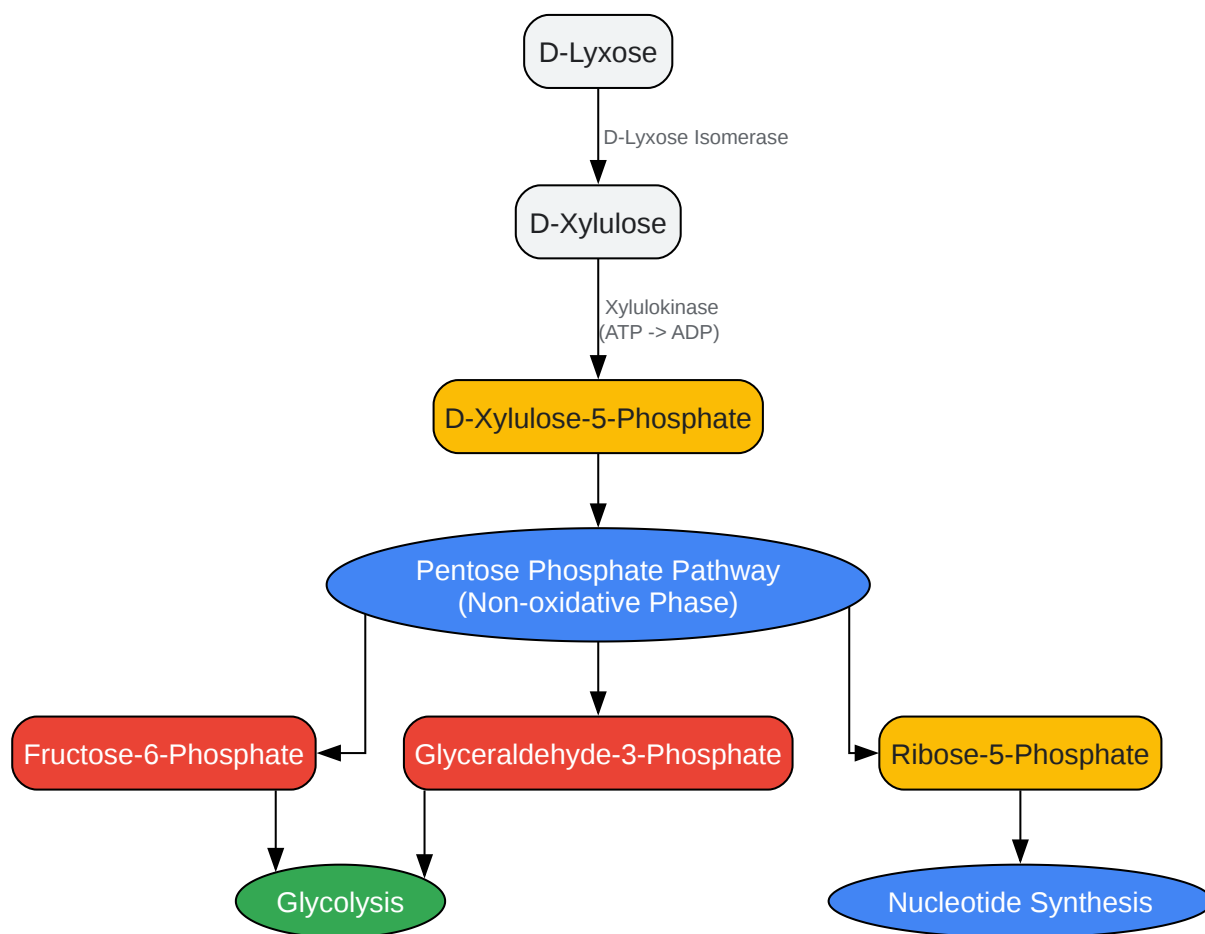 D-Lyxose
D-Lyxose Isomerase
D-Xylulose
Xylulokinase
(ATP -> ADP)
D-Xylulose-5-Phosphate
Pentose Phosphate Pathway
(Non-oxidative Phase)
Fructose-6-Phosphate
Glyceraldehyde-3-Phosphate
Ribose-5-Phosphate
Glycolysis
Nucleotide Synthesis